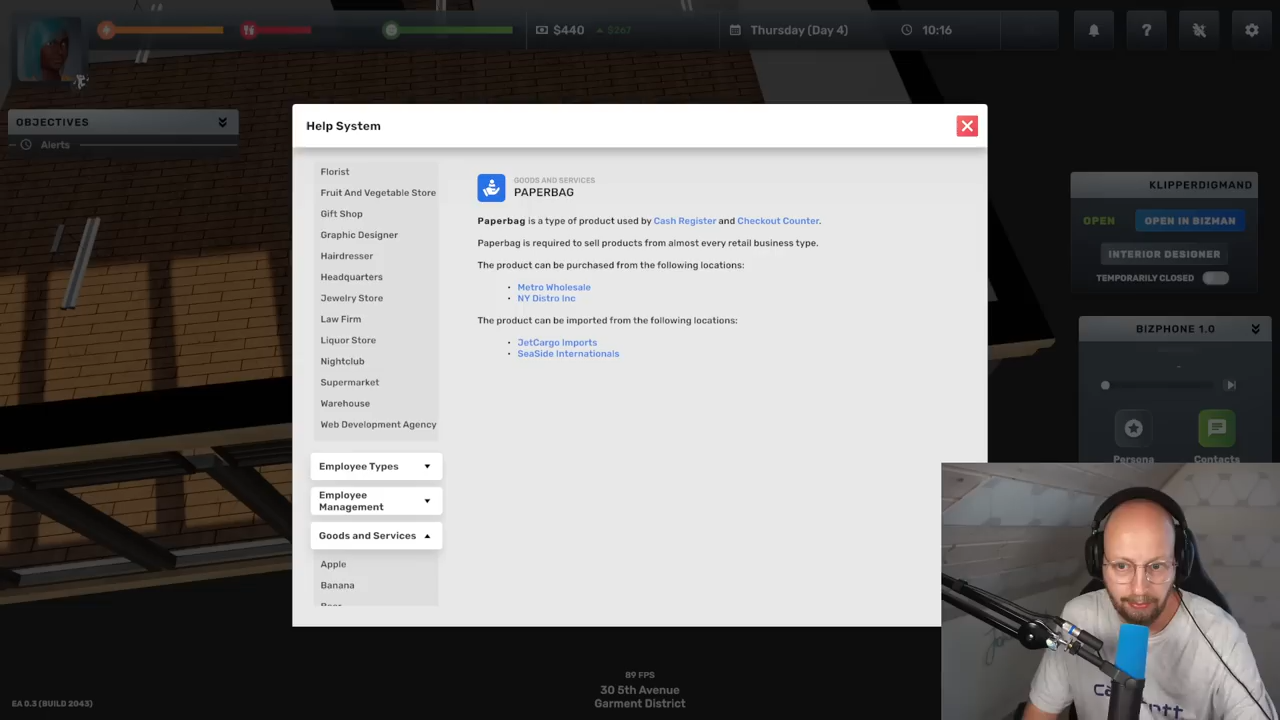 $440
$267
Thursday (Day 4)
10:16
?
OBJECTIVES
Alerts
Help System
Florist
Fruit And Vegetable Store
Gift Shop
Graphic Designer
Hairdresser
Headquarters
Jewelry Store
Law Firm
Liquor Store
Nightclub
Supermarket
Warehouse
Web Development Agency
Employee Types
Employee
Management
Goods and Services
Apple
Banana
GOODS AND SERVICES
PAPERBAG
Paperbag is a type of product used by Cash Register and Checkout Counter.
Paperbag is required to sell products from almost every retail business type.
The product can be purchased from the following locations:
• Metro Wholesale
• NY Distro Inc
The product can be imported from the following locations:
• JetCargo Imports
• SeaSide Internationals
KLIPPERDIGMAND
OPEN
OPEN IN BIZMAN
INTERIOR DESIGNER
TEMPORARILY CLOSED
BIZPHONE 1.0
-
Persona
Contacts
89 FPS
30 5th Avenue
Garment District
EA 0.3 (BUILD 2043)